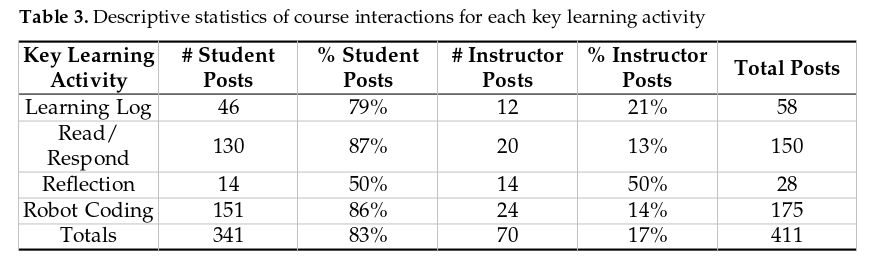 Table 3. Descriptive statistics of course interactions for each key learning activity
Key Learning Activity # Student Posts % Student Posts # Instructor Posts % Instructor Posts Total Posts
Learning Log 46 79% 12 21% 58
Read/ Respond 130 87% 20 13% 150
Reflection 14 50% 14 50% 28
Robot Coding 151 86% 24 14% 175
Totals 341 83% 70 17% 411